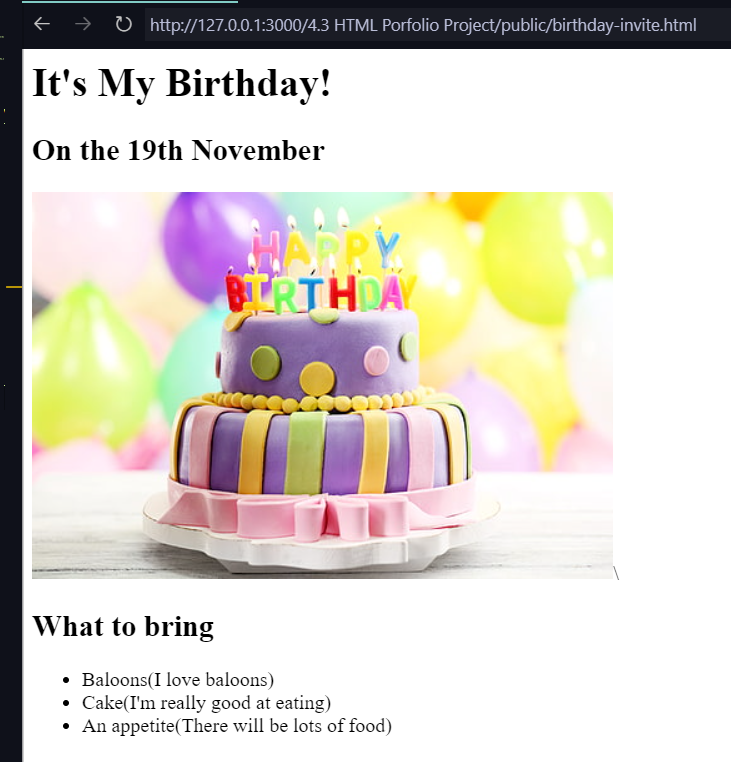 http://127.0.0.1:3000/4.3 HTML Porfolio Project/public/birthday-invite.html
It's My Birthday!
On the 19th November
HAPPY
BIRTHDAY
\
What to bring
Baloons(I love baloons)
Cake(I'm really good at eating)
An appetite(There will be lots of food)